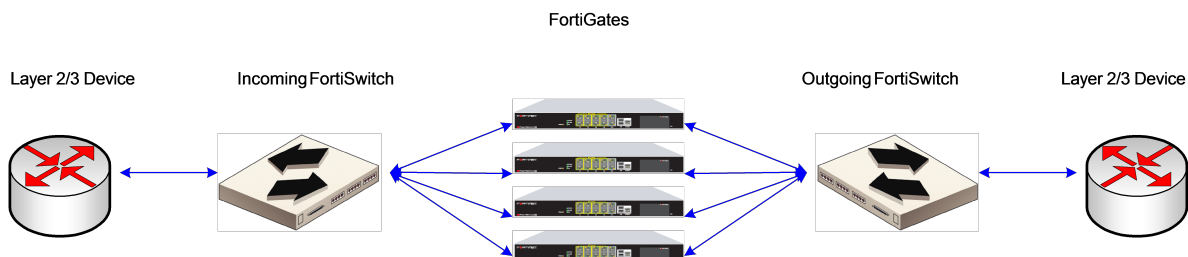 FortiGates
Layer 2/3 Device
Incoming FortiSwitch
Outgoing FortiSwitch
Layer 2/3 Device